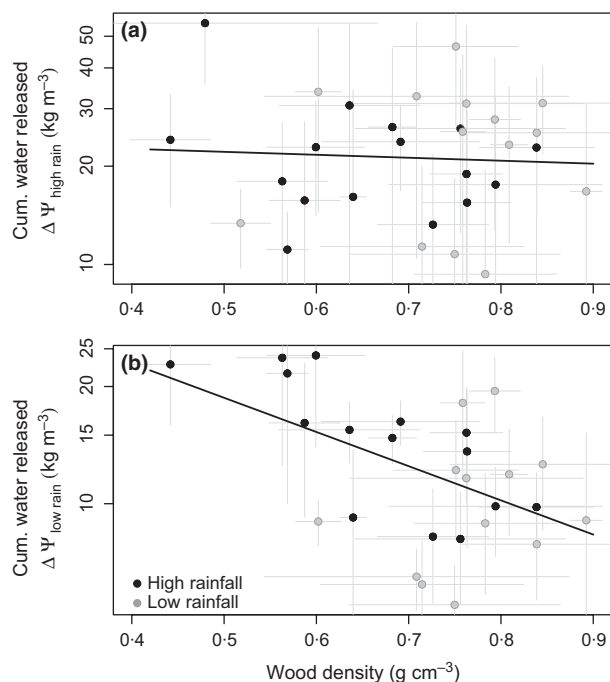 (a)
Cum. water released
Δ Ψhigh rain (kg m–3)
50
40
30
20
10
0·4 0·5 0·6 0·7 0·8 0·9
(b)
Cum. water released
Δ Ψlow rain (kg m–3)
25
20
15
10
High rainfall
Low rainfall
0·4 0·5 0·6 0·7 0·8 0·9
Wood density (g cm–3)